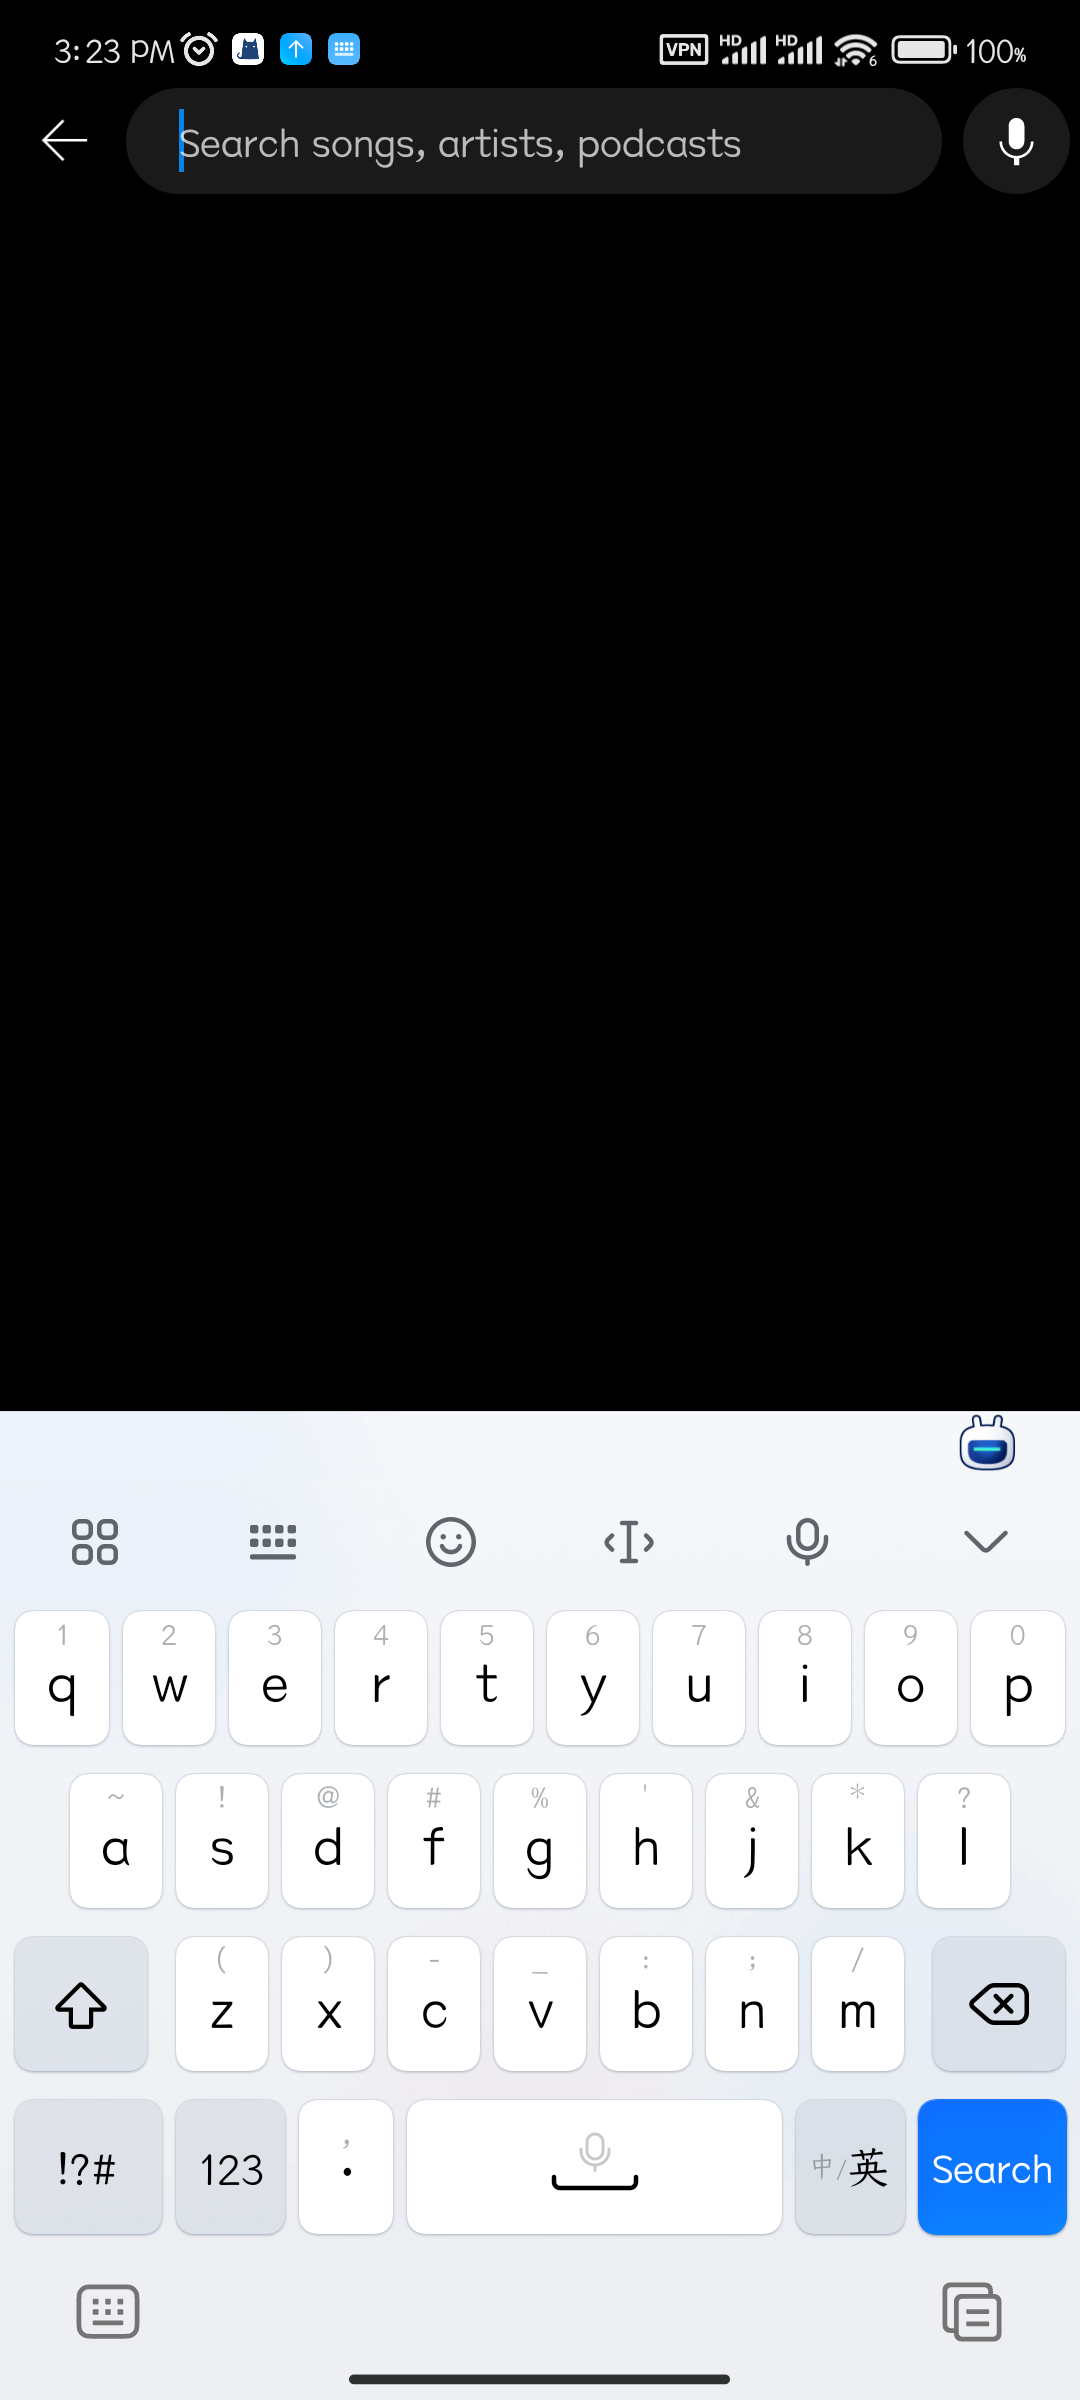 3:23 PM VPN HD HD 6 100%
Search songs, artists, podcasts
1 2 3 4 5 6 7 8 9 0
q w e r t y u i o p
~ ! @ # % ' & * ?
a s d f g h j k l
( ) - _ : ; /
z x c v b n m
!?# 123 , . 中/英 Search